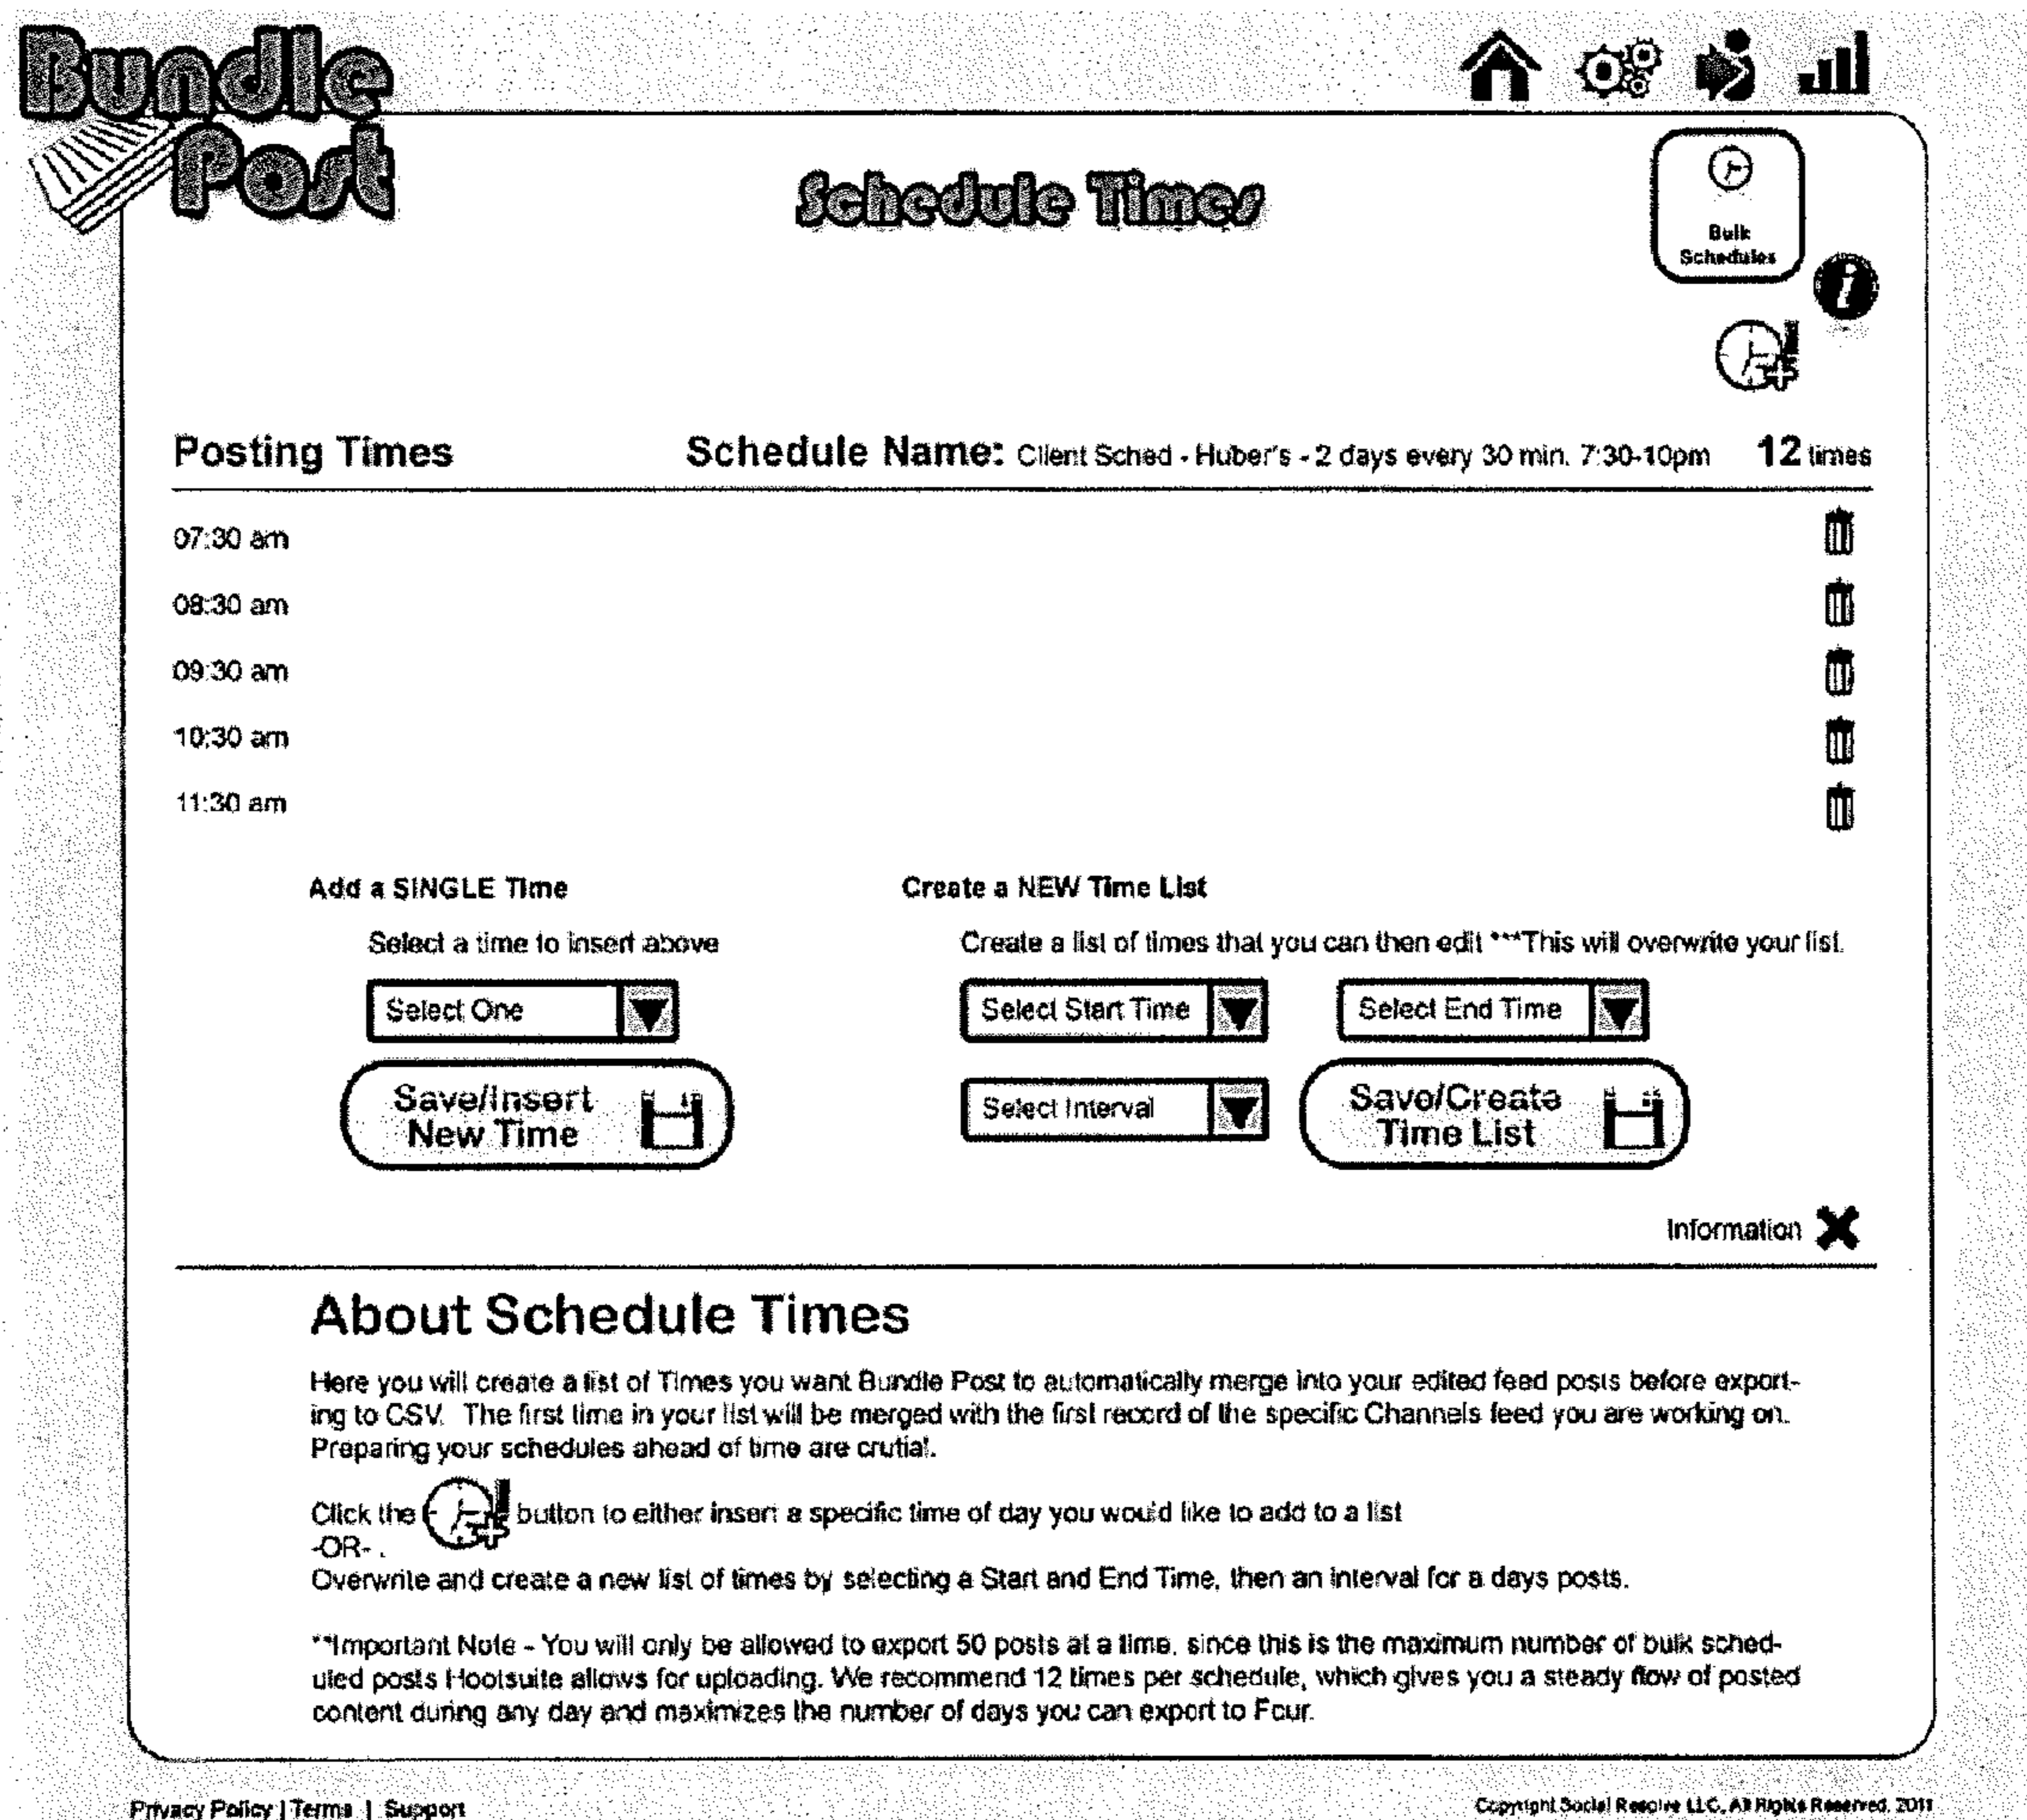 Bundle
Post
Schedule Times
Bulk
Schedules
Posting Times Schedule Name: Client Sched - Huber's - 2 days every 30 min. 7:30-10pm 12 times
07:30 am
08:30 am
09:30 am
10:30 am
11:30 am
Add a SINGLE Time Create a NEW Time List
Select a time to insert above Create a list of times that you can then edit ***This will overwrite your list.
Select One Select Start Time Select End Time
Save/Insert
New Time
Select Interval
Save/Create
Time List
Information
About Schedule Times
Here you will create a list of Times you want Bundle Post to automatically merge into your edited feed posts before export-
ing to CSV. The first time in your list will be merged with the first record of the specific Channels feed you are working on.
Preparing your schedules ahead of time are crutial.
Click the button to either insert a specific time of day you would like to add to a list
-OR- .
Overwrite and create a new list of times by selecting a Start and End Time, then an interval for a days posts.
**Important Note - You will only be allowed to export 50 posts at a time, since this is the maximum number of bulk sched-
uled posts Hootsuite allows for uploading. We recommend 12 times per schedule, which gives you a steady flow of posted
content during any day and maximizes the number of days you can export to Four.
Privacy Policy | Terms | Support Copyright Social Resolve LLC, All Rights Reserved, 2011